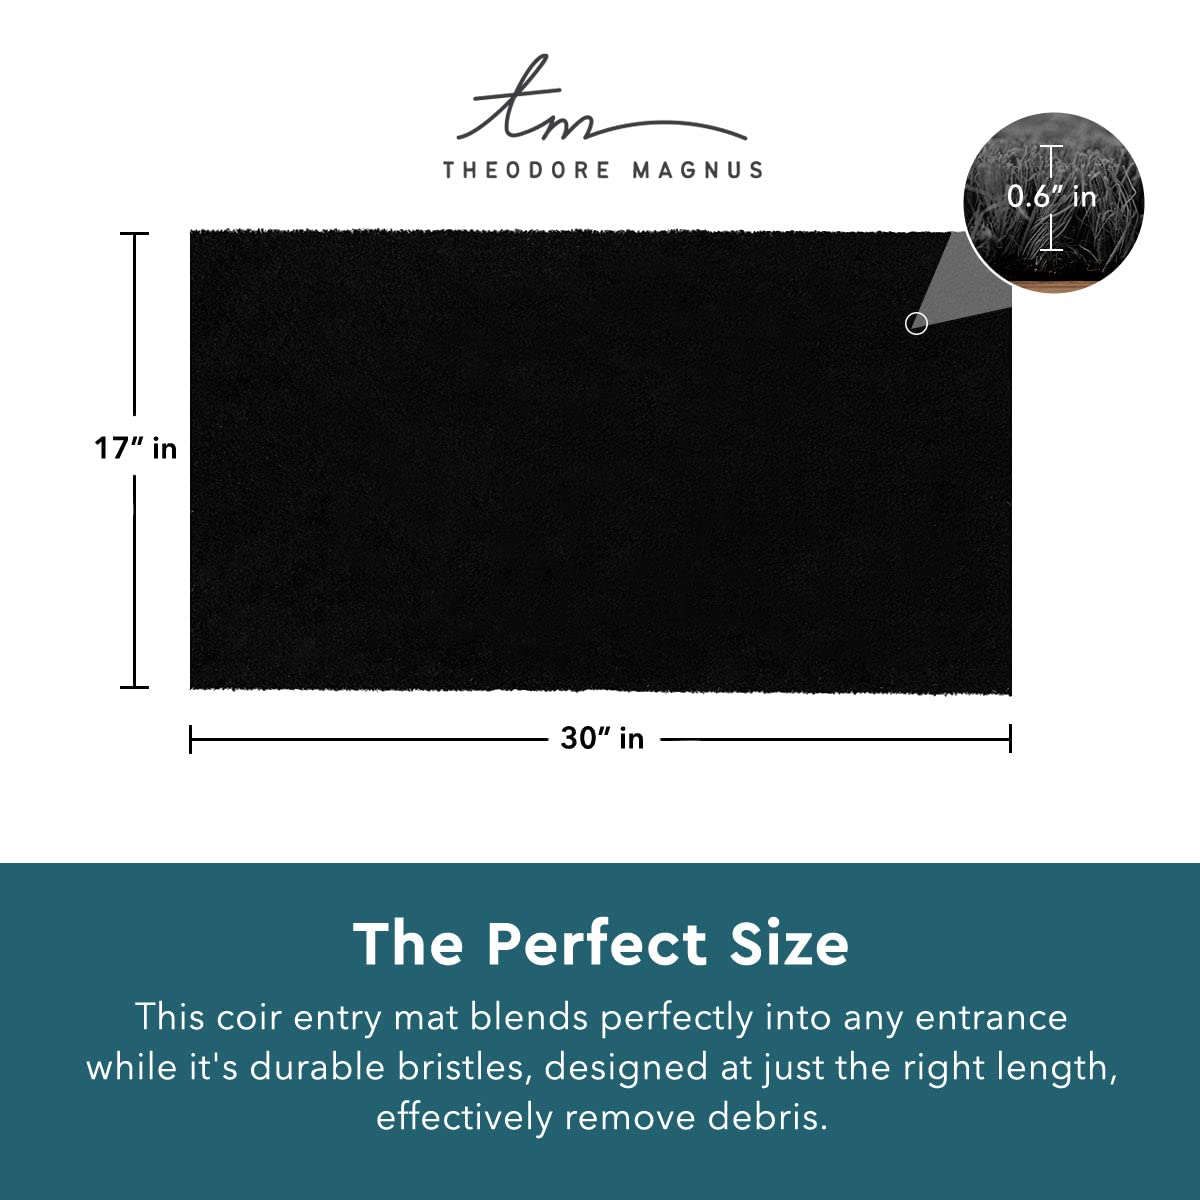 tm
THEODORE MAGNUS
0.6” in
17” in
30” in
The Perfect Size
This coir entry mat blends perfectly into any entrance
while it's durable bristles, designed at just the right length,
effectively remove debris.